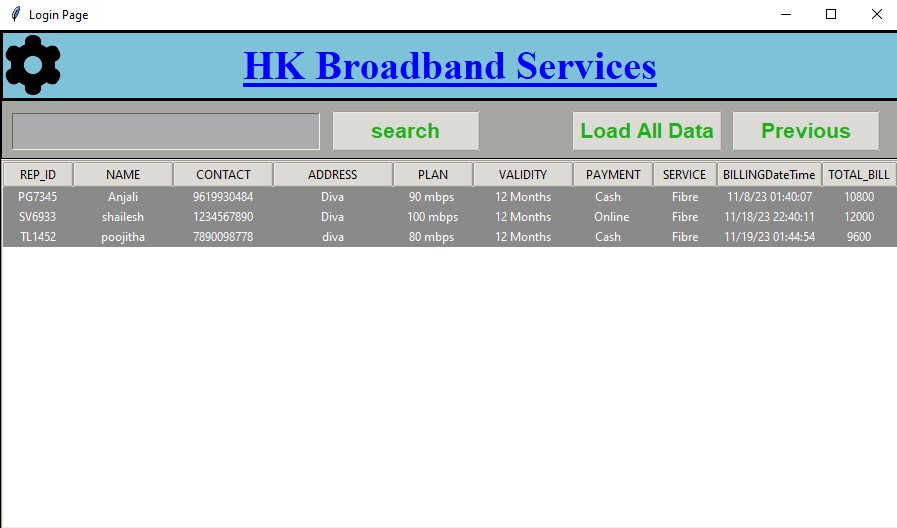 Login Page
HK Broadband Services
search Load All Data Previous
REP_ID NAME CONTACT ADDRESS PLAN VALIDITY PAYMENT SERVICE BILLINGDateTime TOTAL_BILL
PG7345 Anjali 9619930484 Diva 90 mbps 12 Months Cash Fibre 11/8/23 01:40:07 10800
SV6933 shailesh 1234567890 Diva 100 mbps 12 Months Online Fibre 11/18/23 22:40:11 12000
TL1452 poojitha 7890098778 diva 80 mbps 12 Months Cash Fibre 11/19/23 01:44:54 9600